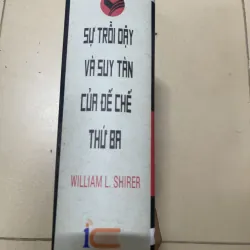 SỰ TRỖI DẬY
VÀ SUY TÀN
CỦA ĐẾ CHẾ
THỨ BA
WILLIAM L. SHIRER